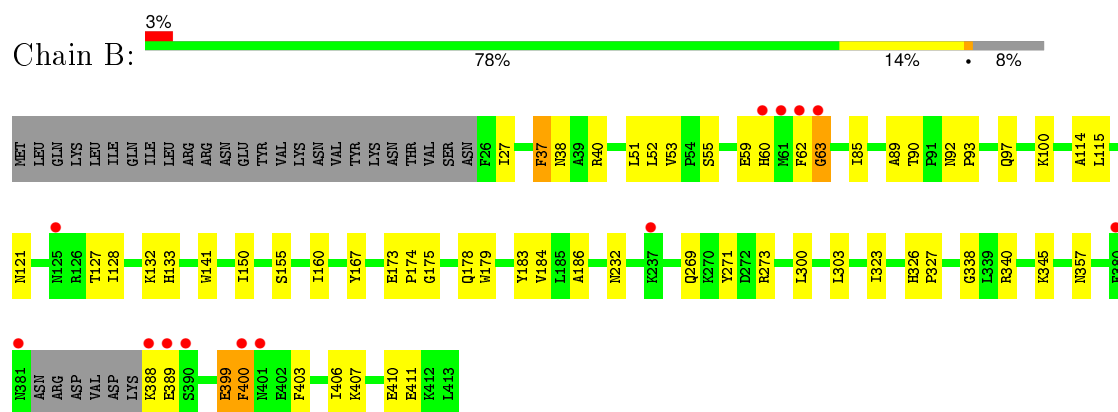 3%
Chain B:
78% 14% • 8%
MET LEU GLN LYS LEU ILE GLN ILE LEU ARG ARG ASN GLU TYR VAL LYS ASN VAL TYR LYS ASN THR VAL SER ASN F26 I27 F37 N38 A39 R40 L51 L52 V53 P54 S55 E59 H60 M61 F62 G63 I85 A89 T90 P91 N92 P93 Q97 K100 A114 L115
N121 N125 R126 T127 I128 K132 H133 W141 I150 S155 I160 Y167 E173 P174 G175 Q178 W179 Y183 V184 L185 A186 N232 K237 Q269 K270 Y271 D272 R273 L300 L303 I323 H326 P327 G338 L339 R340 K345 N357 E380
N381 ASN ARG ASP VAL ASP LYS K388 E389 S390 E399 F400 N401 E402 F403 I406 K407 E410 E411 K412 L413